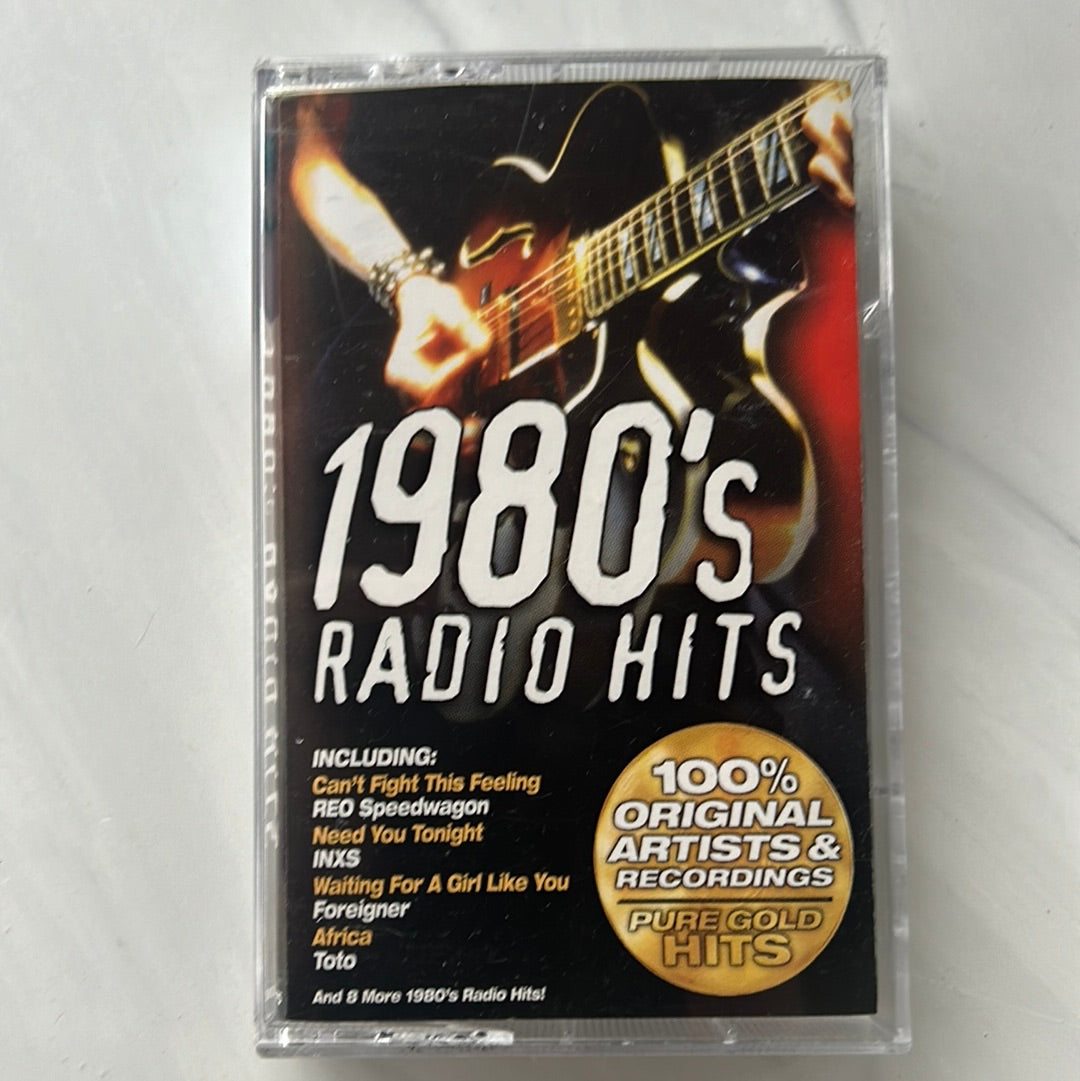 1980's
RADIO HITS
INCLUDING:
Can't Fight This Feeling
REO Speedwagon
Need You Tonight
INXS
Waiting For A Girl Like You
Foreigner
Africa
Toto
And 8 More 1980's Radio Hits!
100%
ORIGINAL
ARTISTS &
RECORDINGS
PURE GOLD
HITS